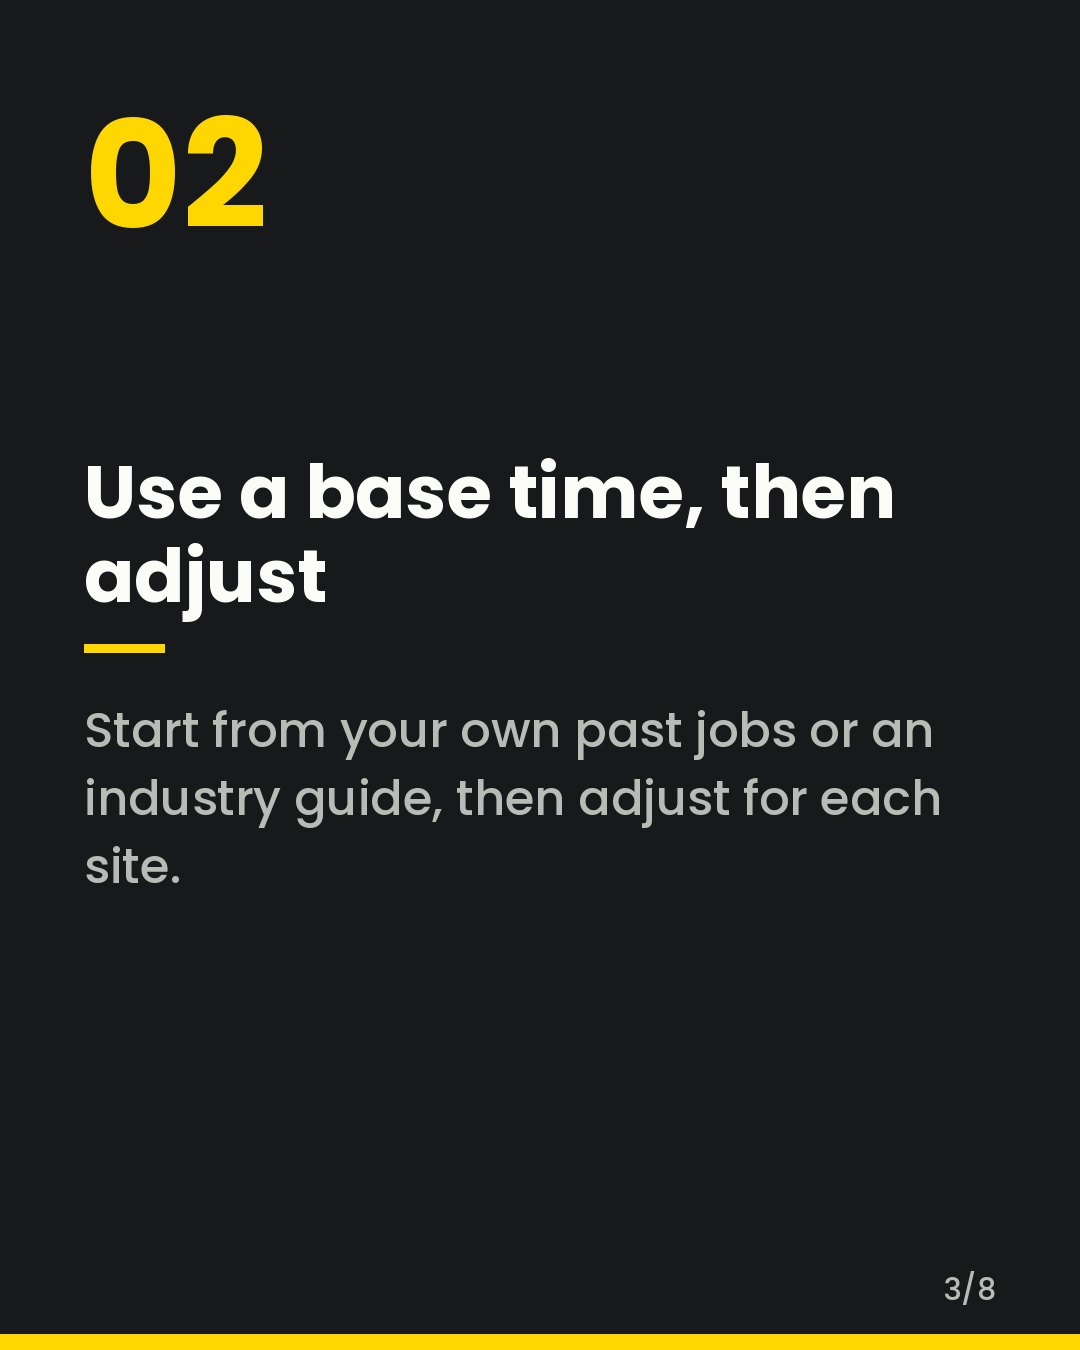 02
Use a base time, then
adjust
Start from your own past jobs or an
industry guide, then adjust for each
site.
3/8